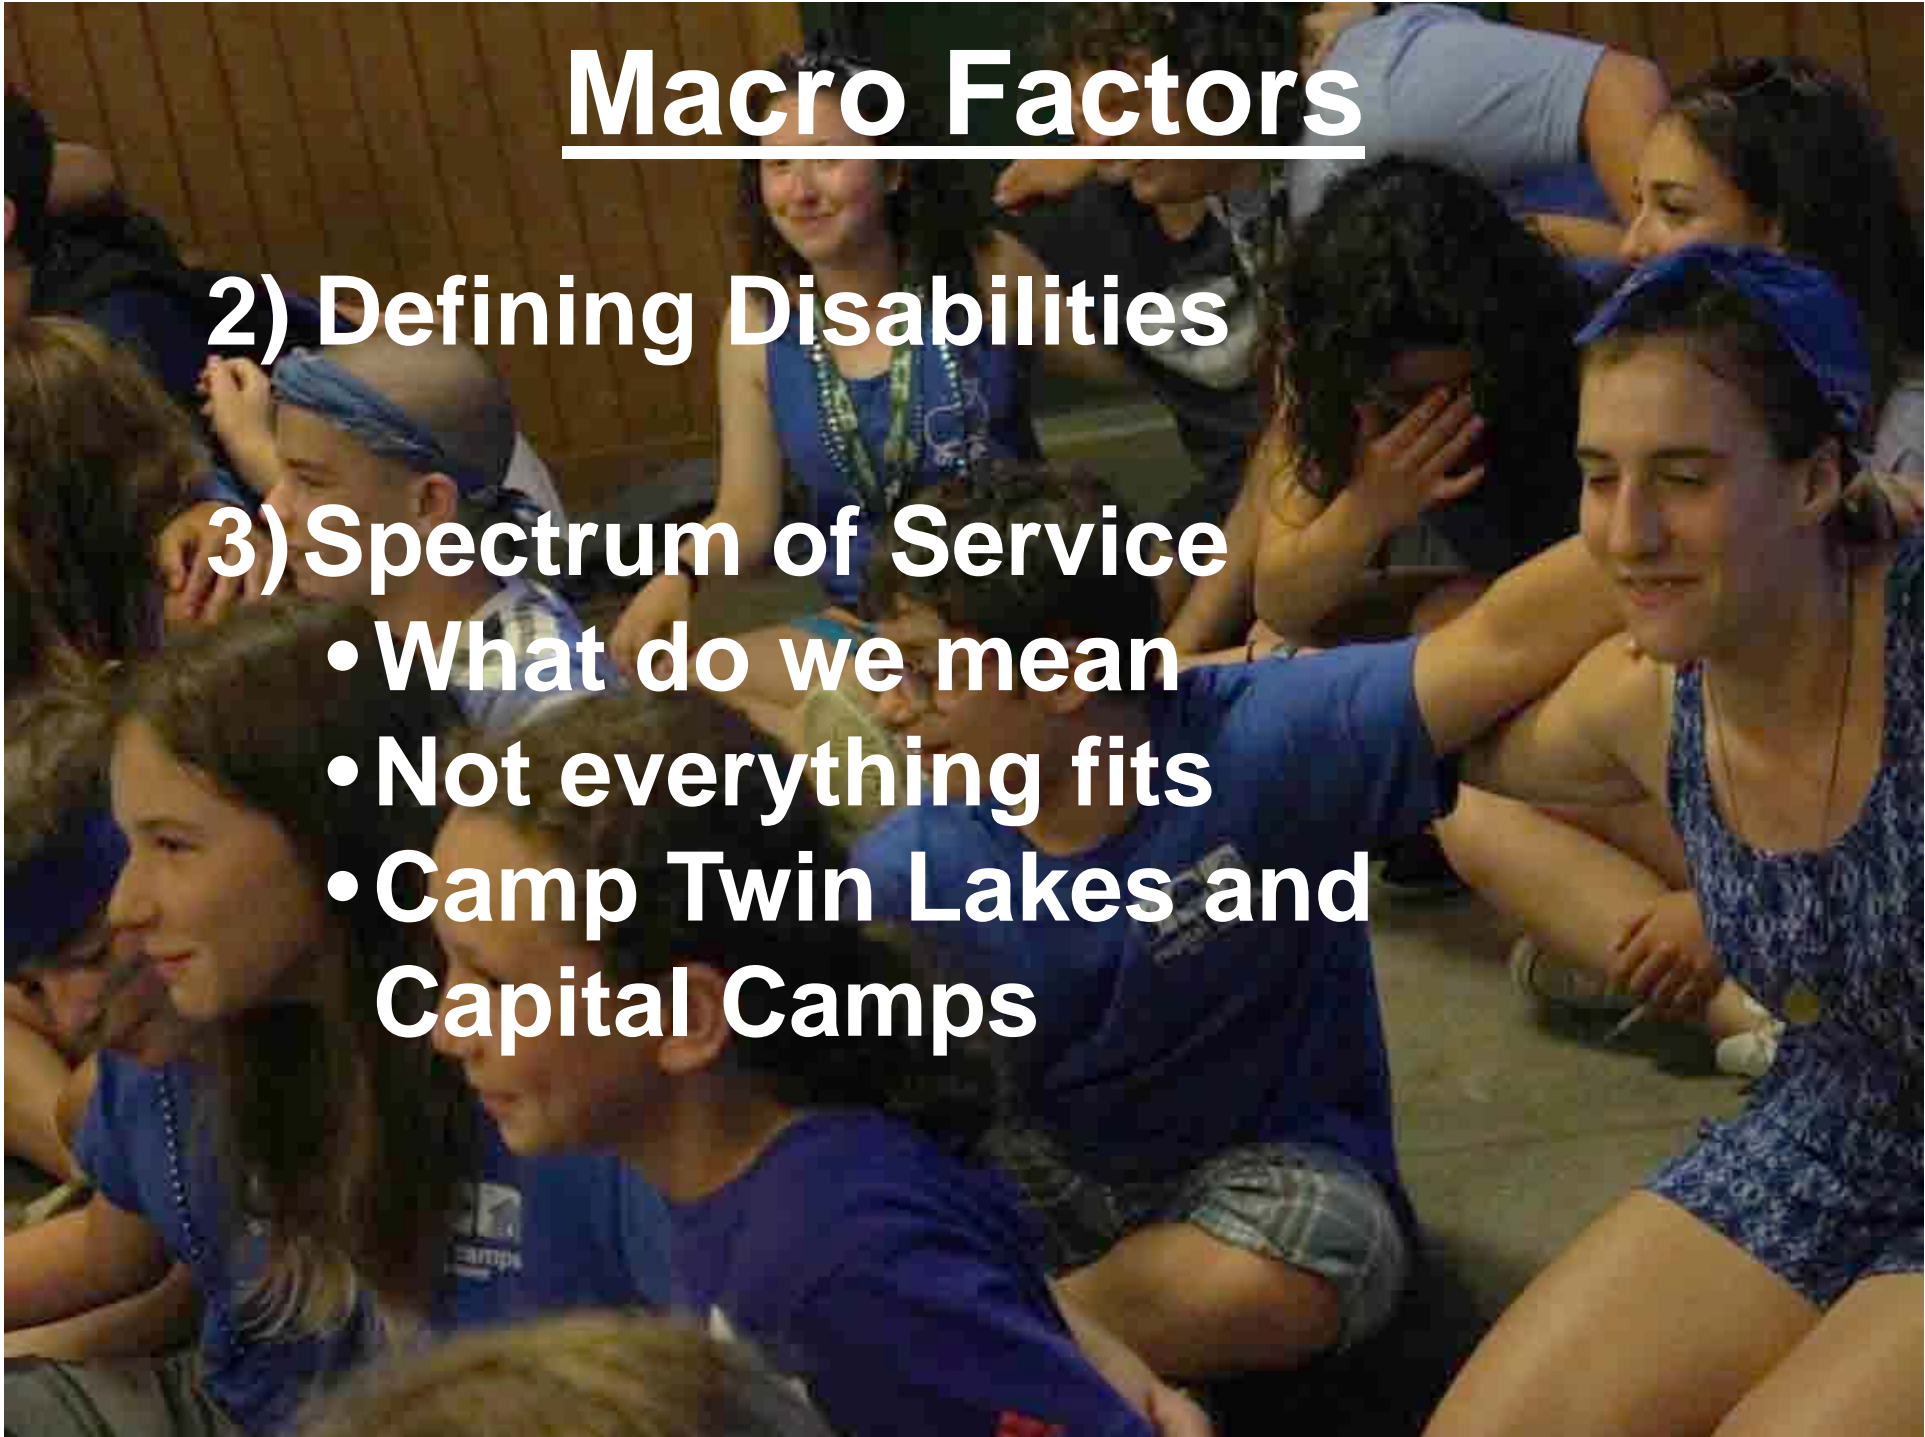 Macro Factors
2) Defining Disabilities
3) Spectrum of Service
• What do we mean
• Not everything fits
• Camp Twin Lakes and
Capital Camps
camps